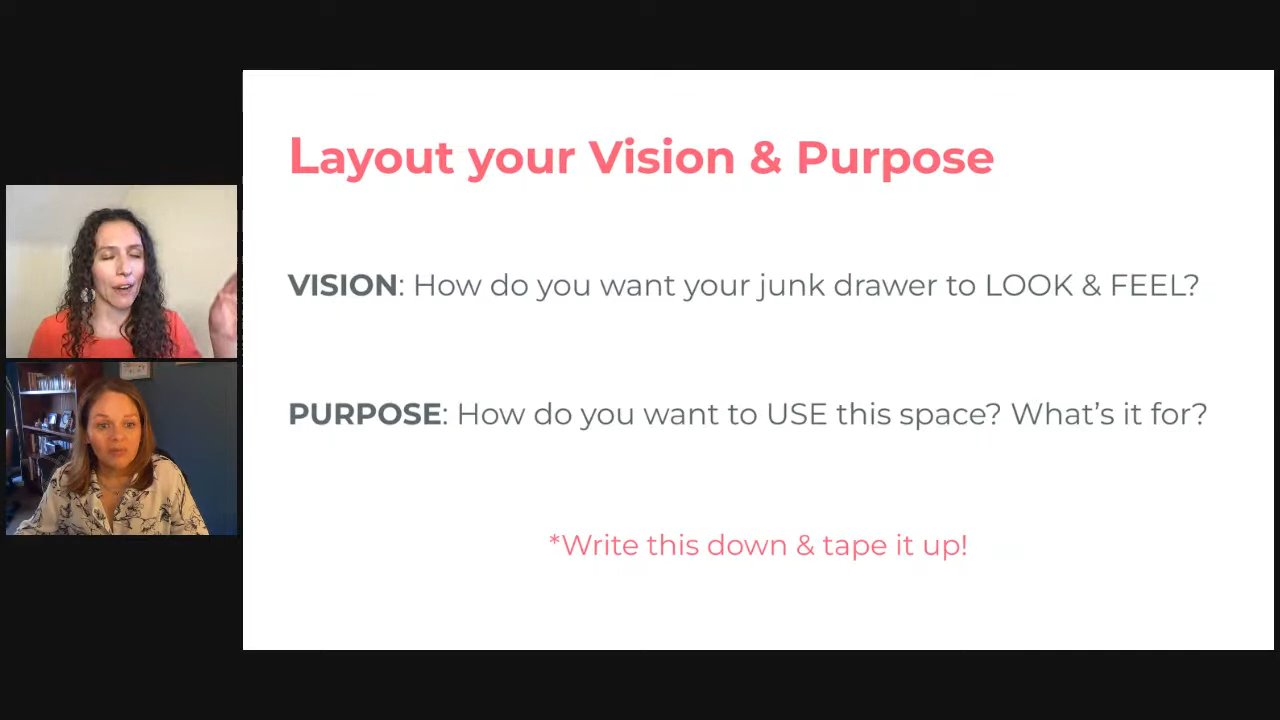 Layout your Vision & Purpose
VISION: How do you want your junk drawer to LOOK & FEEL?
PURPOSE: How do you want to USE this space? What’s it for?
*Write this down & tape it up!